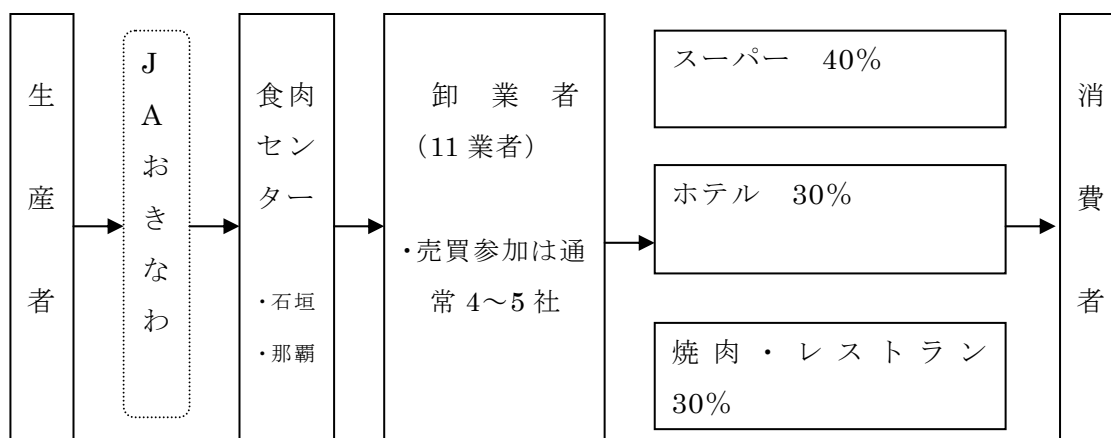 生産者
JAおきなわ
食肉
セン
ター
・石垣
・那覇
卸業者
（11 業者）
・売買参加は通
常 4～5 社
スーパー　40%
ホテル　30%
焼肉・レストラン
30%
消費者